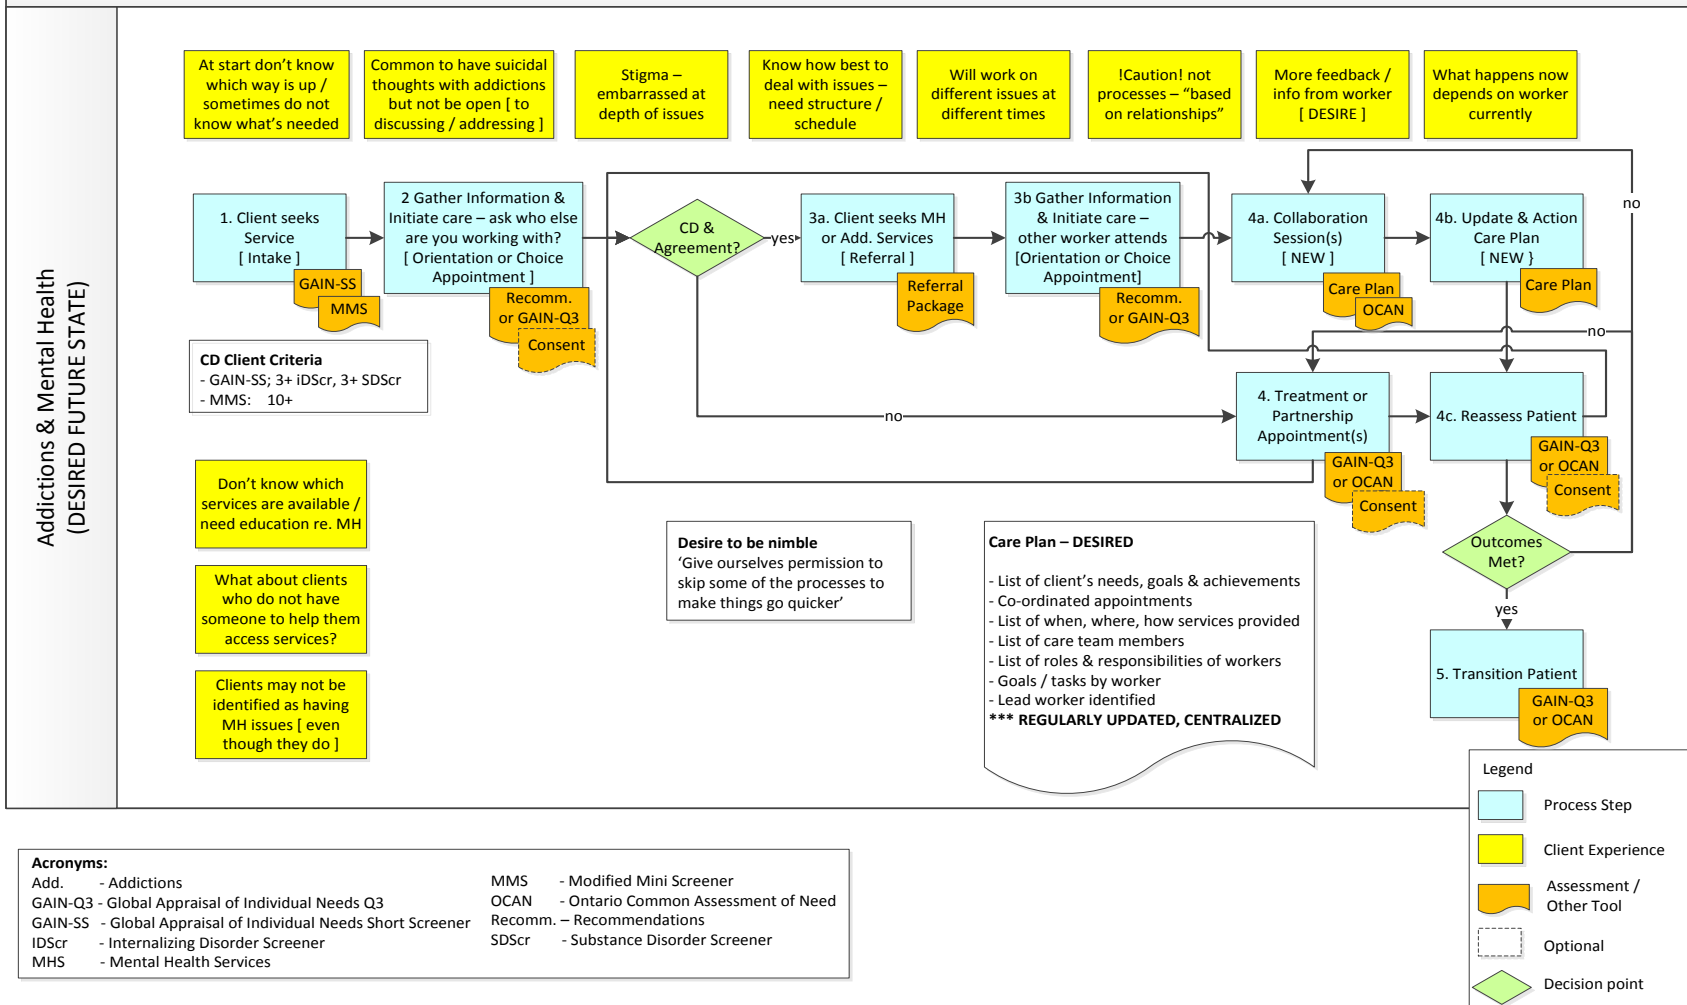 Addictions & Mental Health
(DESIRED FUTURE STATE)
At start don't know
which way is up /
sometimes do not
know what's needed
Common to have suicidal
thoughts with addictions
but not be open [ to
discussing / addressing ]
Stigma –
embarrassed at
depth of issues
Know how best to
deal with issues –
need structure /
schedule
Will work on
different issues at
different times
!Caution! not
processes – "based
on relationships"
More feedback /
info from worker
[ DESIRE ]
What happens now
depends on worker
currently
1. Client seeks
Service
[ Intake ]
GAIN-SS
MMS
2 Gather Information &
Initiate care – ask who else
are you working with?
[ Orientation or Choice
Appointment ]
Recomm.
or GAIN-Q3
Consent
CD &
Agreement?
yes
3a. Client seeks MH
or Add. Services
[ Referral ]
Referral
Package
3b Gather Information
& Initiate care –
other worker attends
[Orientation or Choice
Appointment]
Recomm.
or GAIN-Q3
4a. Collaboration
Session(s)
[ NEW ]
Care Plan
OCAN
4b. Update & Action
Care Plan
[ NEW }
Care Plan
no
no
CD Client Criteria
- GAIN-SS; 3+ iDScr, 3+ SDScr
- MMS: 10+
no
4. Treatment or
Partnership
Appointment(s)
GAIN-Q3
or OCAN
Consent
4c. Reassess Patient
GAIN-Q3
or OCAN
Consent
Don't know which
services are available /
need education re. MH
What about clients
who do not have
someone to help them
access services?
Clients may not be
identified as having
MH issues [ even
though they do ]
Desire to be nimble
'Give ourselves permission to
skip some of the processes to
make things go quicker'
Care Plan – DESIRED
- List of client's needs, goals & achievements
- Co-ordinated appointments
- List of when, where, how services provided
- List of care team members
- List of roles & responsibilities of workers
- Goals / tasks by worker
- Lead worker identified
*** REGULARLY UPDATED, CENTRALIZED
Outcomes
Met?
yes
5. Transition Patient
GAIN-Q3
or OCAN
Legend
Process Step
Client Experience
Assessment /
Other Tool
Optional
Decision point
Acronyms:
Add. - Addictions
GAIN-Q3 - Global Appraisal of Individual Needs Q3
GAIN-SS - Global Appraisal of Individual Needs Short Screener
IDScr - Internalizing Disorder Screener
MHS - Mental Health Services
MMS - Modified Mini Screener
OCAN - Ontario Common Assessment of Need
Recomm. – Recommendations
SDScr - Substance Disorder Screener